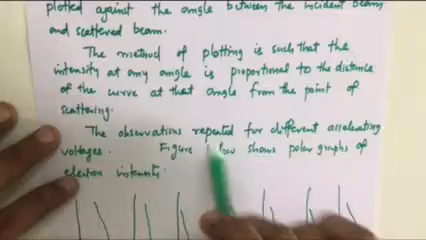 plotted against the angle between the incident beam
and scattered beam.
The method of plotting is such that the
intensity at any angle is proportional to the distance
of the curve at that angle from the point of
scattering.
The observations repeated for different accelerating
voltages. Figure below shows polar graphs of
electron